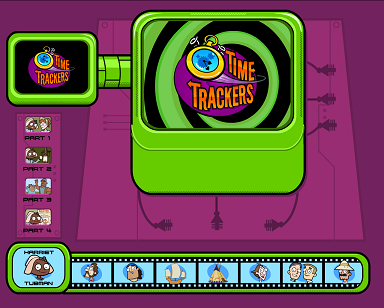 TIME
TRACKERS
TIME
TRACKERS
PART 1
PART 2
PART 3
PART 4
HARRIET
TUBMAN